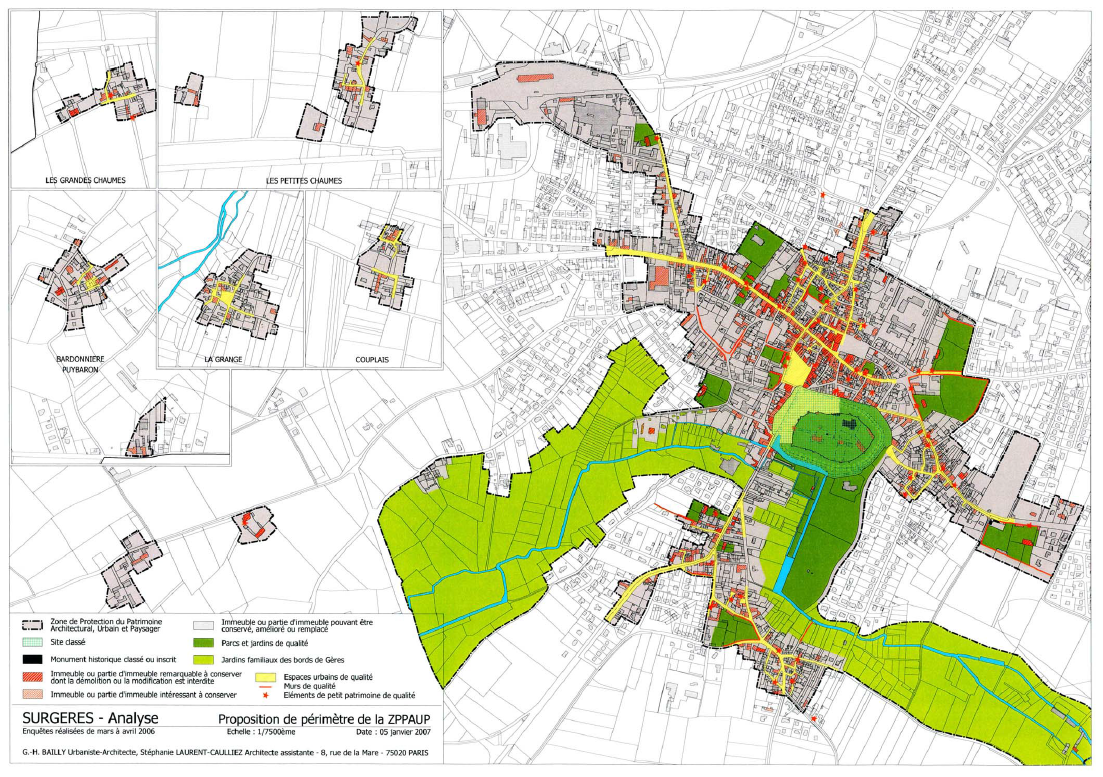 LES GRANDES CHAUMES
LES PETITES CHAUMES
BARDONNIERE
PUYBARON
LA GRANGE
COUPLAIS
Zone de Protection du Patrimoine
Architectural, Urbain et Paysager
Site classé
Monument historique classé ou inscrit
Immeuble ou partie d'immeuble remarquable à conserver
dont la démolition ou la modification est interdite
Immeuble ou partie d'immeuble intéressant à conserver
Immeuble ou partie d'immeuble pouvant être
conservé, amélioré ou remplacé
Parcs et jardins de qualité
Jardins familiaux des bords de Gères
Espaces urbains de qualité
Murs de qualité
Eléments de petit patrimoine de qualité
SURGERES - Analyse
Proposition de périmètre de la ZPPAUP
Enquêtes réalisées de mars à avril 2006
Echelle : 1/7500ème
Date : 05 janvier 2007
G.-H. BAILLY Urbaniste-Architecte, Stéphanie LAURENT-CAULLIEZ Architecte assistante - 8, rue de la Mare - 75020 PARIS